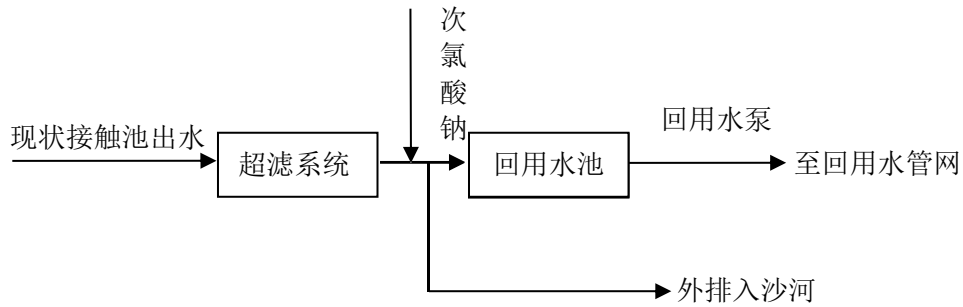 次氯酸钠
现状接触池出水
超滤系统
回用水池
回用水泵
至回用水管网
外排入沙河